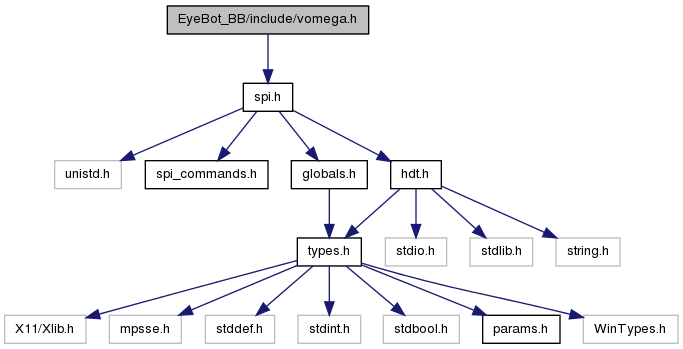 EyeBot_BB/include/vomega.h
spi.h
unistd.h
spi_commands.h
globals.h
hdt.h
types.h
stdio.h
stdlib.h
string.h
X11/Xlib.h
mpsse.h
stddef.h
stdint.h
stdbool.h
params.h
WinTypes.h